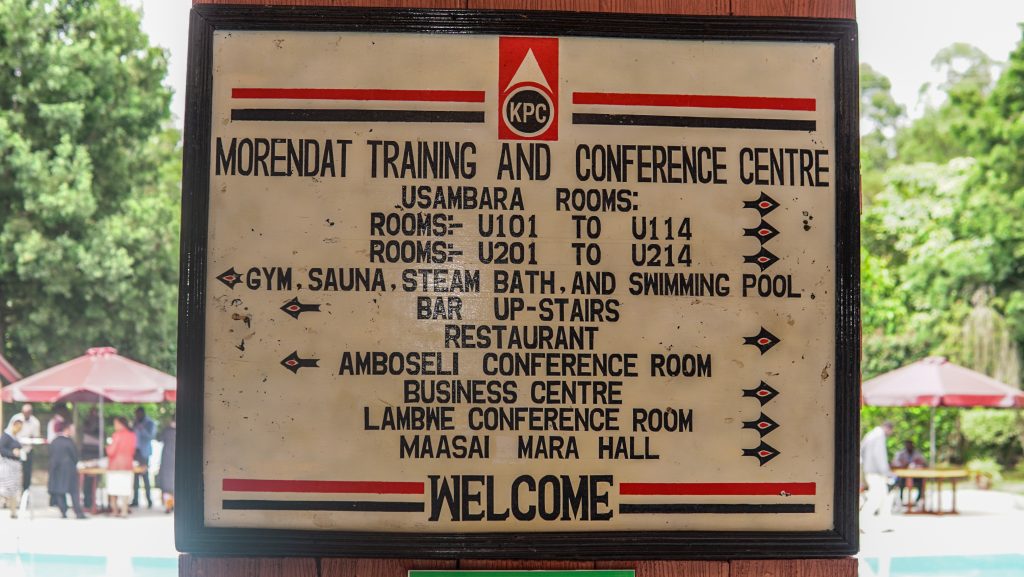 KPC
MORENDAT TRAINING AND CONFERENCE CENTRE
USAMBARA ROOMS:
ROOMS:- U101 TO U114
ROOMS:- U201 TO U214
GYM, SAUNA, STEAM BATH, AND SWIMMING POOL
BAR UP-STAIRS
RESTAURANT
AMBOSELI CONFERENCE ROOM
BUSINESS CENTRE
LAMBWE CONFERENCE ROOM
MAASAI MARA HALL
WELCOME